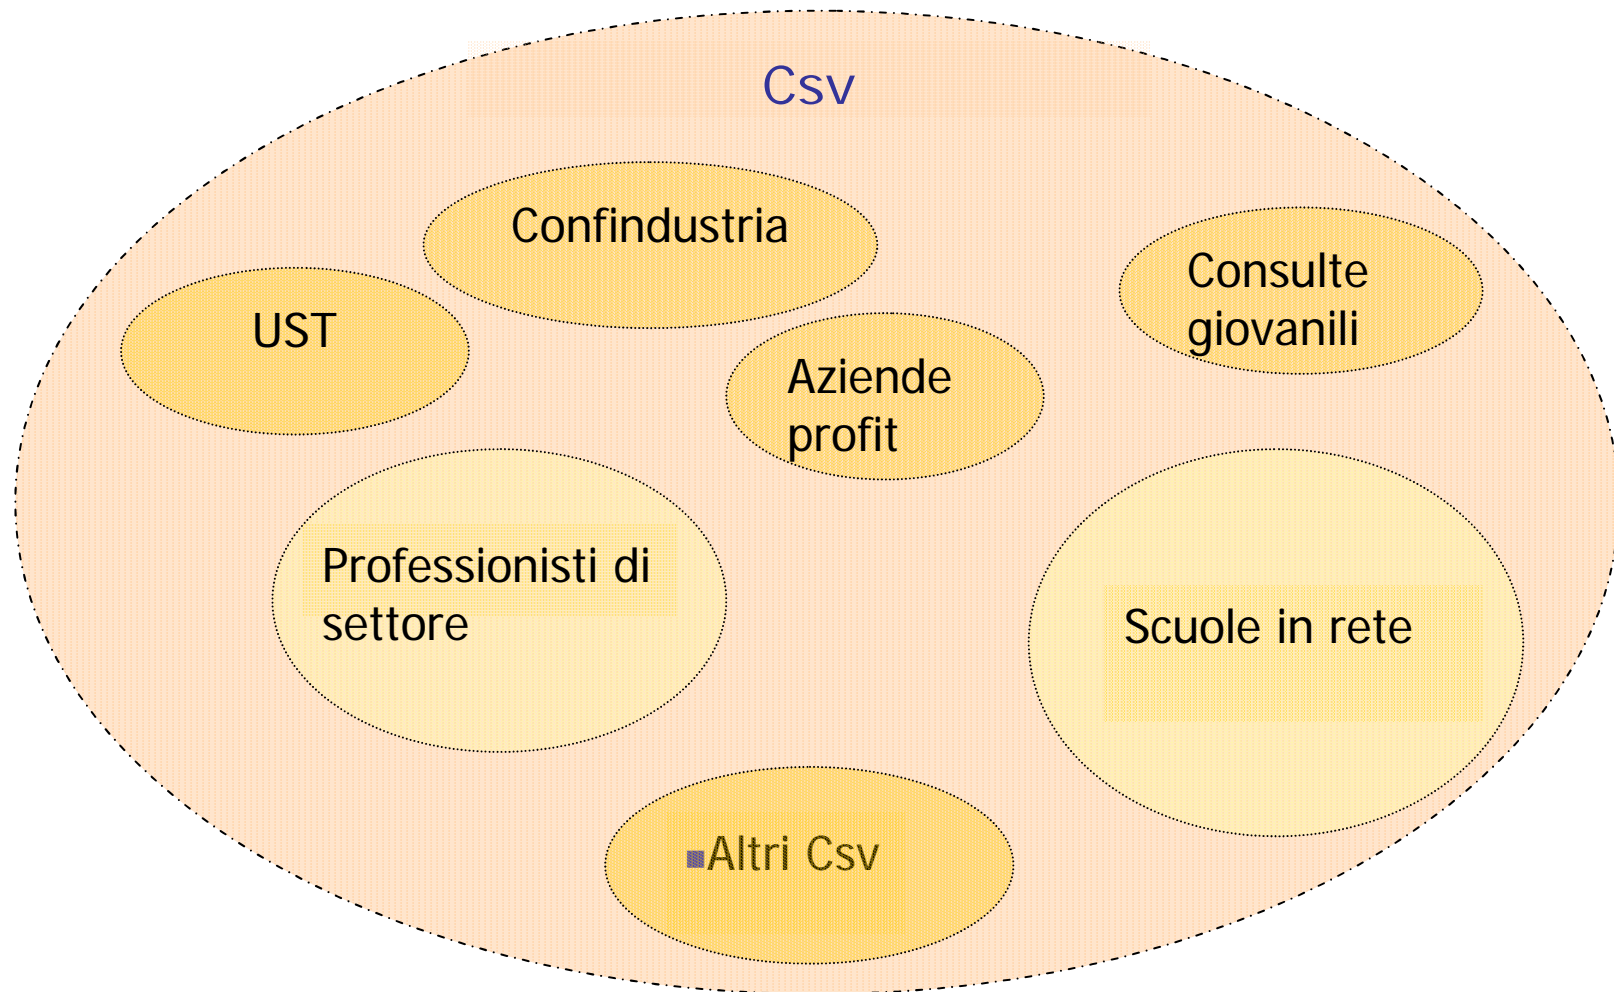 Csv
Confindustria
Consulte
giovanili
UST
Aziende
profit
Professionisti di
settore
Scuole in rete
▪Altri Csv